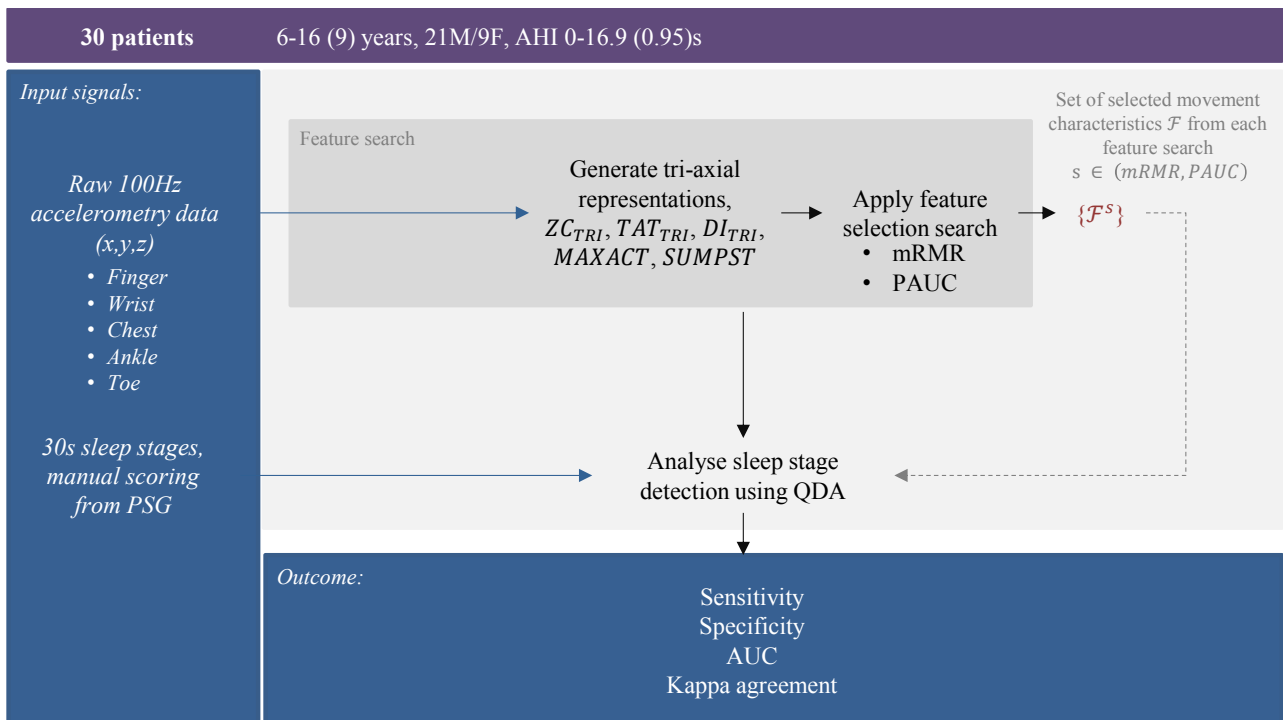 30 patients
6-16 (9) years, 21M/9F, AHI 0-16.9 (0.95)s
Input signals:
Raw 100Hz
accelerometry data
(x,y,z)
• Finger
• Wrist
• Chest
• Ankle
• Toe
30s sleep stages,
manual scoring
from PSG
Feature search
Generate tri-axial
representations,
ZC_TRI, TAT_TRI, DI_TRI,
MAXACT, SUMPST
Apply feature
selection search
• mRMR
• PAUC
Set of selected movement
characteristics ℱ from each
feature search
s ∈ (mRMR, PAUC)
{ℱ^s}
Analyse sleep stage
detection using QDA
Outcome:
Sensitivity
Specificity
AUC
Kappa agreement